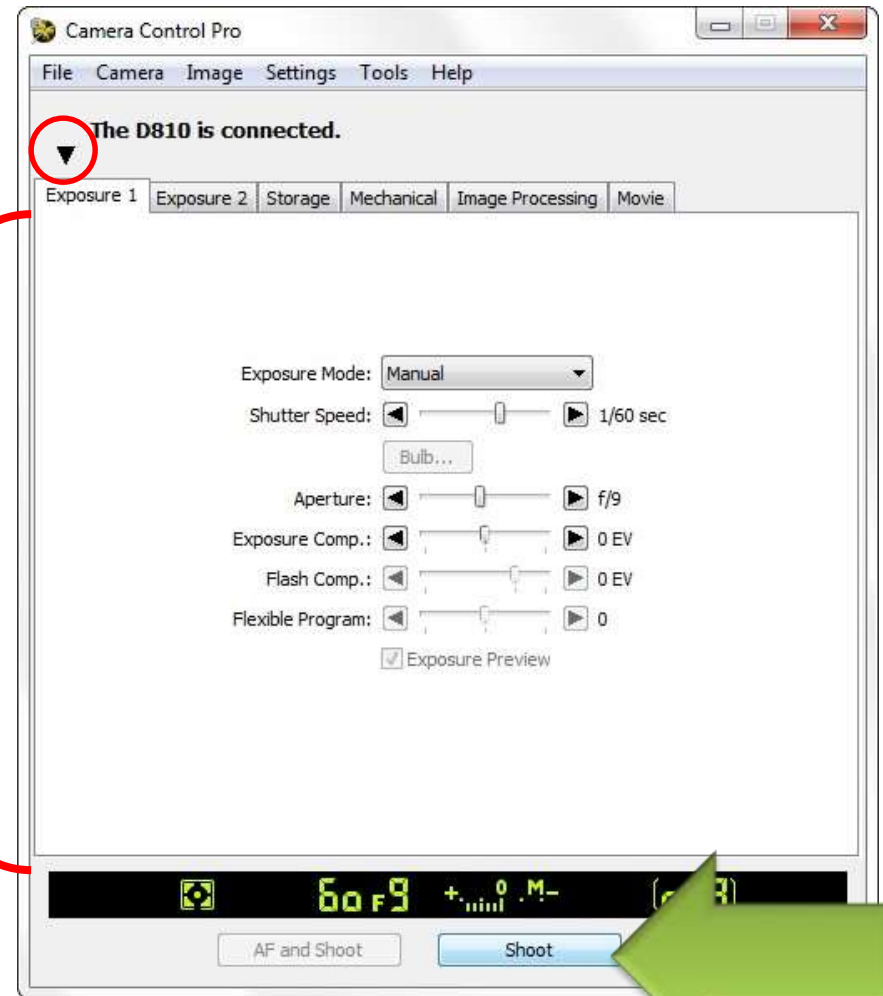 Camera Control Pro
File Camera Image Settings Tools Help
The D810 is connected.
Exposure 1 Exposure 2 Storage Mechanical Image Processing Movie
Exposure Mode: Manual
Shutter Speed: 1/60 sec
Bulb...
Aperture: f/9
Exposure Comp.: 0 EV
Flash Comp.: 0 EV
Flexible Program: 0
Exposure Preview
60 F9 +. 0 .M-
AF and Shoot Shoot